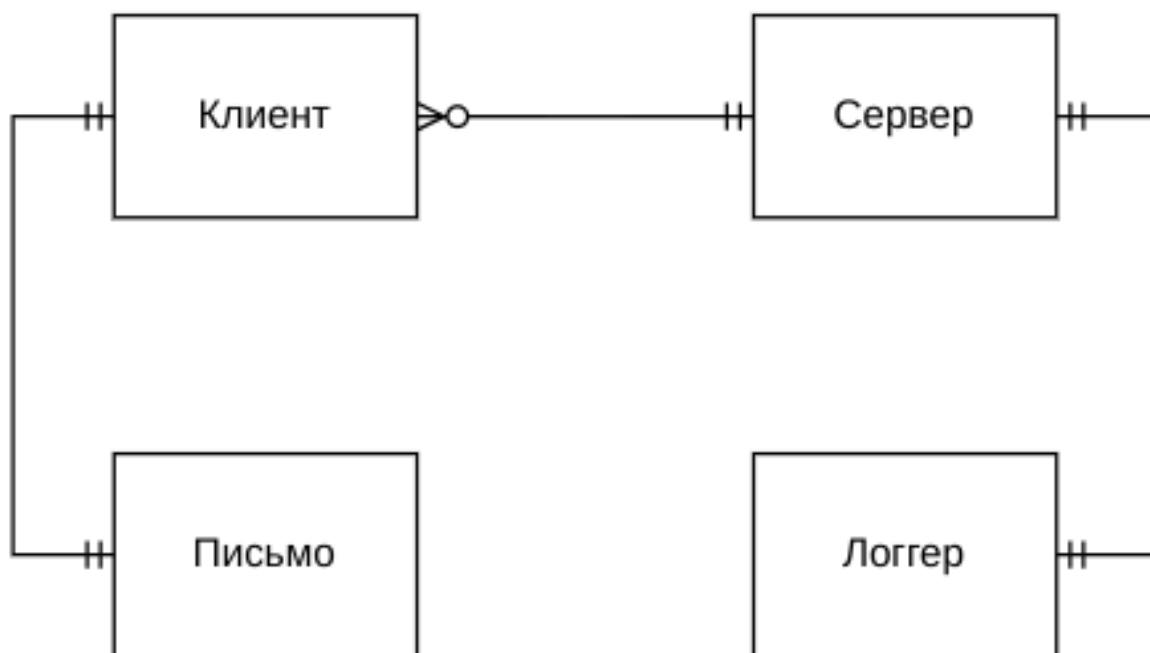 Клиент
Сервер
Письмо
Логгер